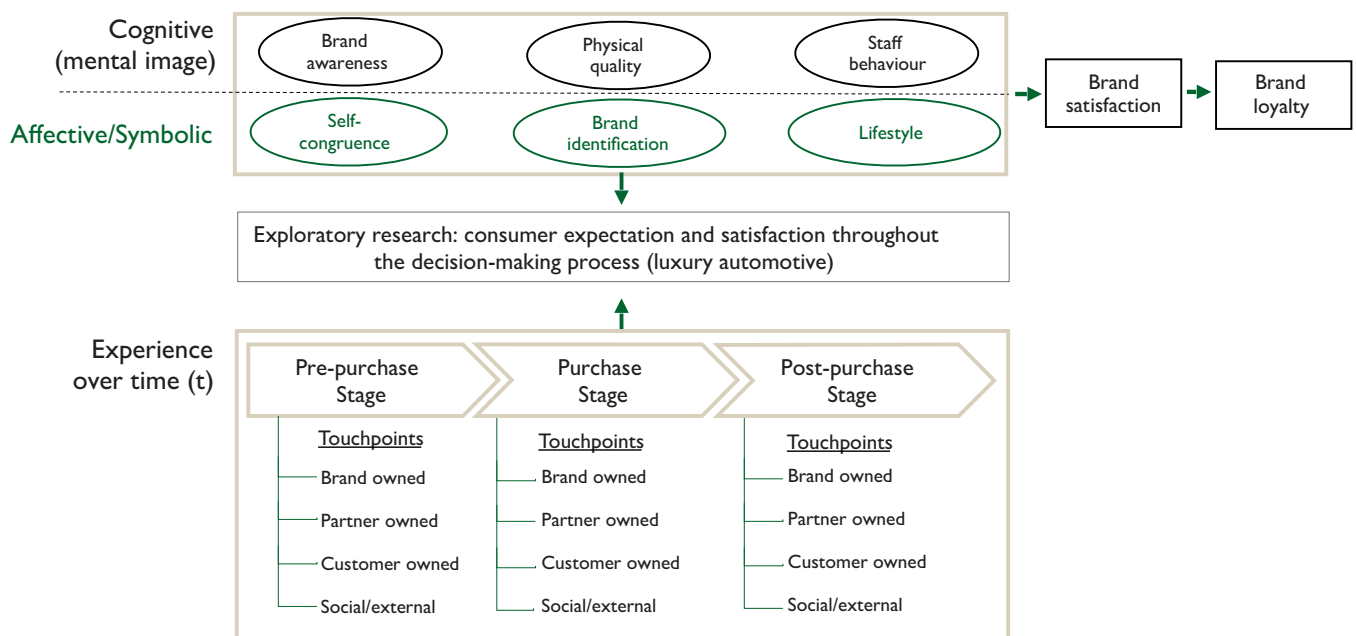 Cognitive
(mental image)
Brand
awareness
Physical
quality
Staff
behaviour
Affective/Symbolic
Self-
congruence
Brand
identification
Lifestyle
Brand
satisfaction
Brand
loyalty
Exploratory research: consumer expectation and satisfaction throughout
the decision-making process (luxury automotive)
Experience
over time (t)
Pre-purchase
Stage
Purchase
Stage
Post-purchase
Stage
Touchpoints
Brand owned
Partner owned
Customer owned
Social/external
Touchpoints
Brand owned
Partner owned
Customer owned
Social/external
Touchpoints
Brand owned
Partner owned
Customer owned
Social/external